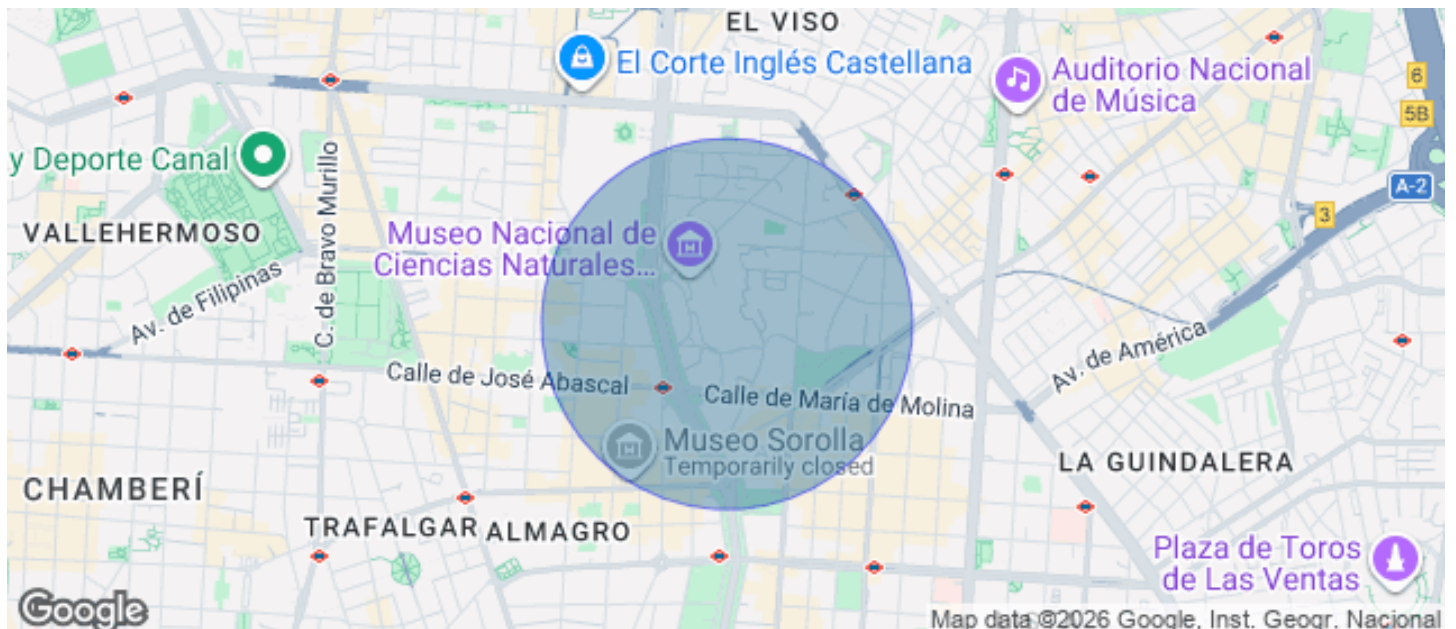 EL VISO
El Corte Inglés Castellana
Auditorio Nacional
de Música
6
5B
y Deporte Canal
A-2
3
VALLEHERMOSO
C. de Bravo Murillo
Museo Nacional de
Ciencias Naturales...
Av. de Filipinas
Av. de América
Calle de José Abascal
Calle de María de Molina
Museo Sorolla
Temporarily closed
LA GUINDALERA
CHAMBERÍ
TRAFALGAR
ALMAGRO
Plaza de Toros
de Las Ventas
Google
Map data ©2026 Google, Inst. Geogr. Nacional